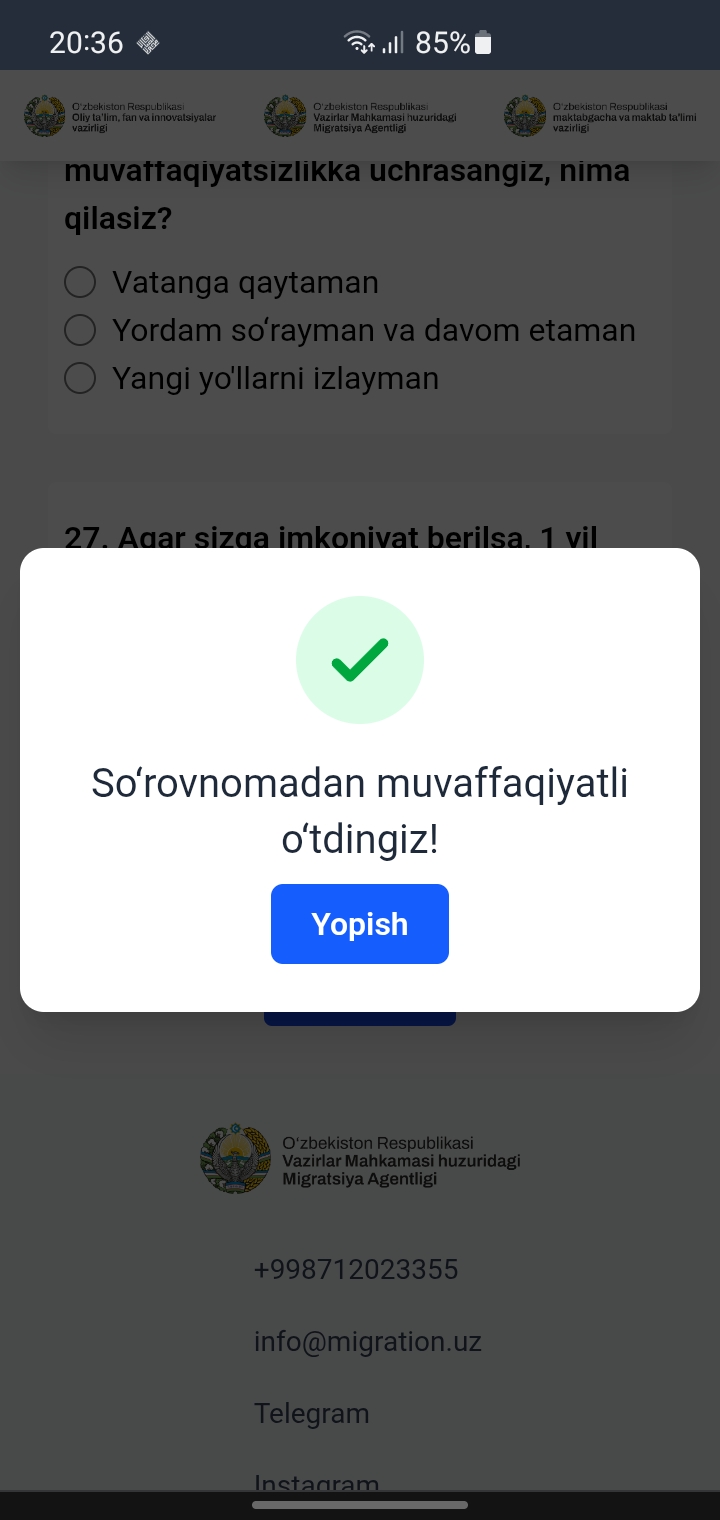 20:36 85%
O‘zbekiston Respublikasi
Oliy ta’lim, fan va innovatsiyalar
vazirligi
O‘zbekiston Respublikasi
Vazirlar Mahkamasi huzuridagi
Migratsiya Agentligi
O‘zbekiston Respublikasi
maktabgacha va maktab ta’limi
vazirligi
muvaffaqiyatsizlikka uchrasangiz, nima
qilasiz?
Vatanga qaytaman
Yordam so‘rayman va davom etaman
Yangi yo'llarni izlayman
27. Agar sizga imkoniyat berilsa, 1 yil
So‘rovnomadan muvaffaqiyatli
o‘tdingiz!
Yopish
O‘zbekiston Respublikasi
Vazirlar Mahkamasi huzuridagi
Migratsiya Agentligi
+998712023355
info@migration.uz
Telegram
Instagram